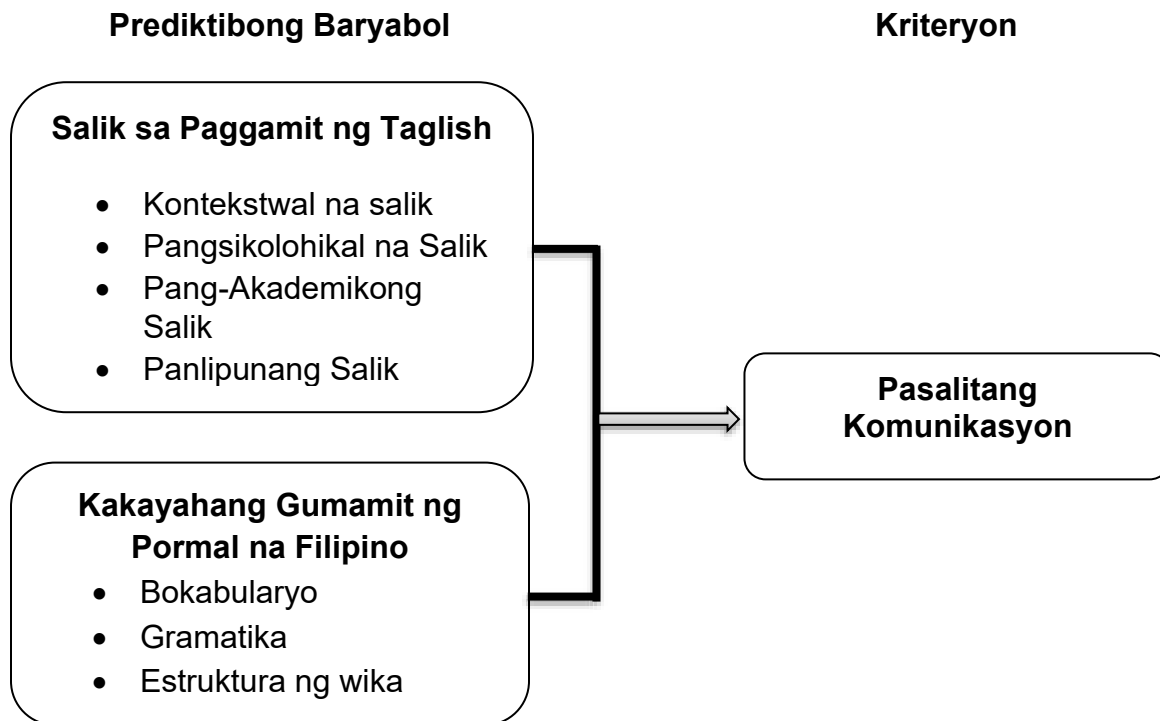 Prediktibong Baryabol
Kriteryon
Salik sa Paggamit ng Taglish
• Kontekstwal na salik
• Pangsikolohikal na Salik
• Pang-Akademikong
Salik
• Panlipunang Salik
Pasalitang
Komunikasyon
Kakayahang Gumamit ng
Pormal na Filipino
• Bokabularyo
• Gramatika
• Estruktura ng wika